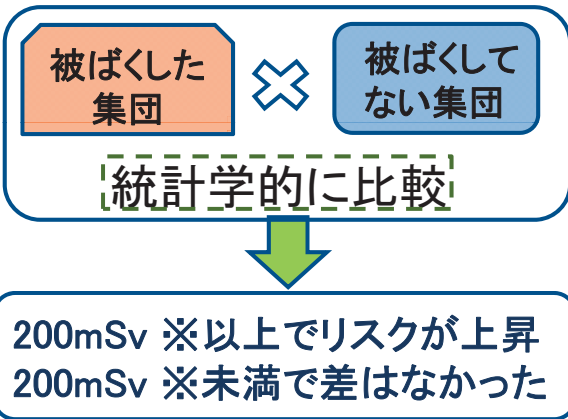 被ばくした
集団
被ばくして
ない集団
統計学的に比較
200mSv ※以上でリスクが上昇
200mSv ※未満で差はなかった